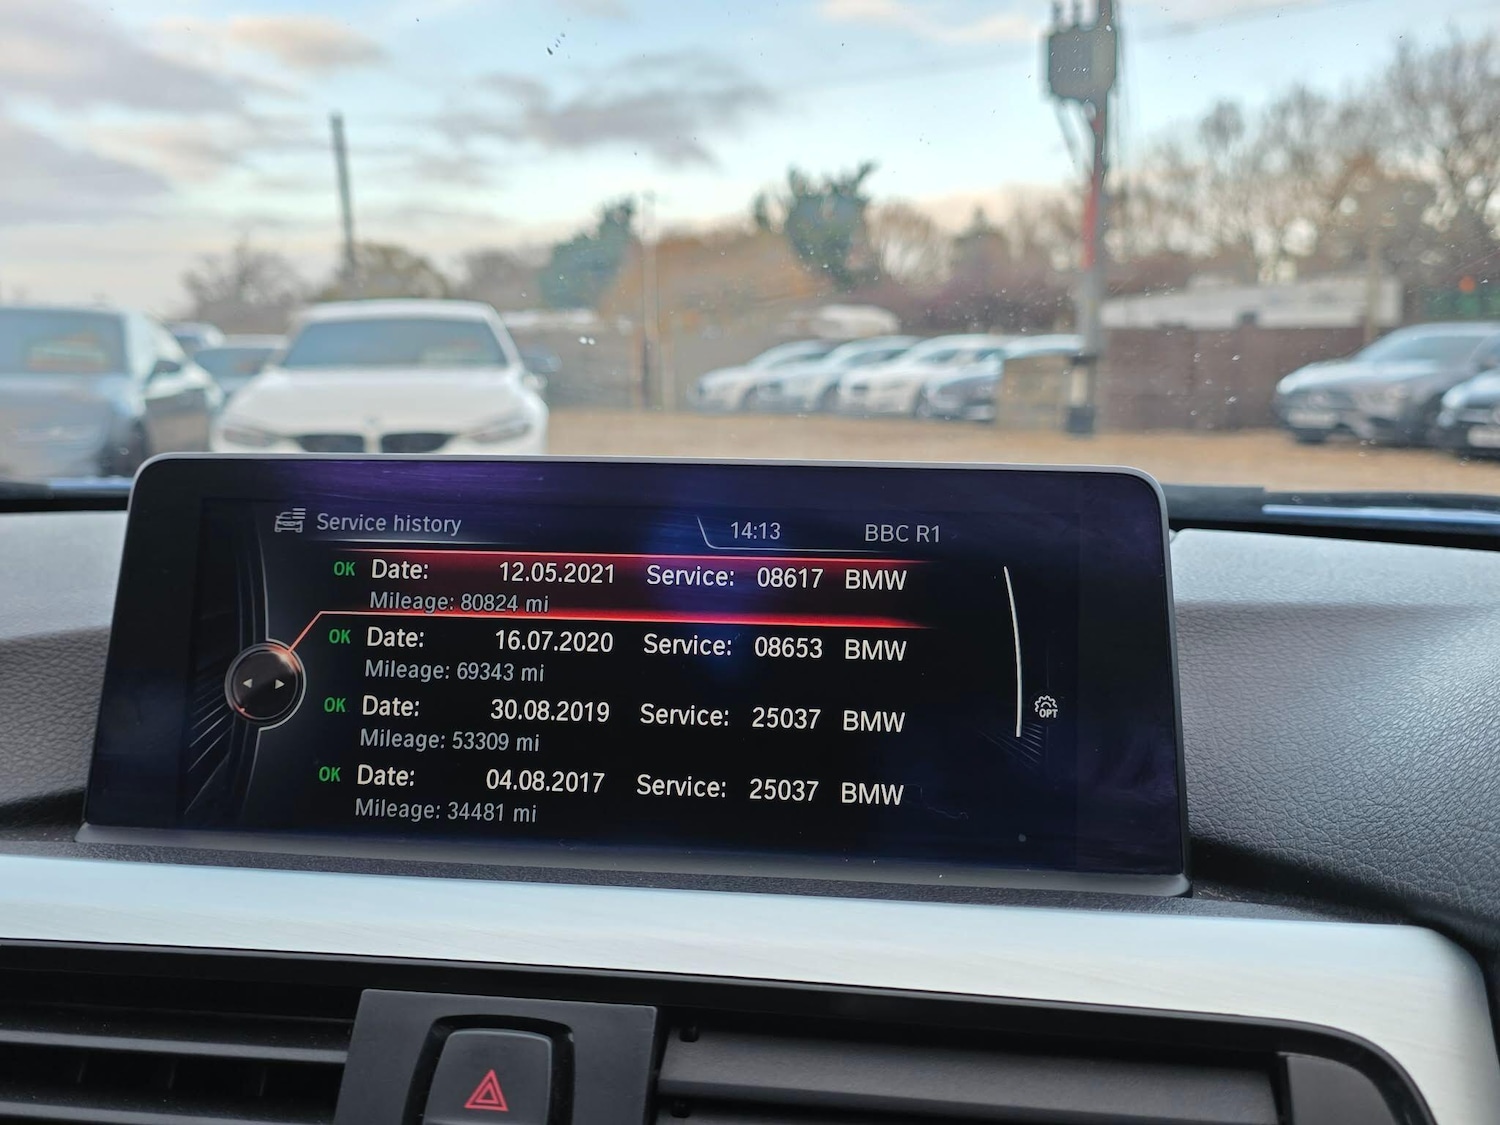 Service history 14:13 BBC R1
OK Date: 12.05.2021 Service: 08617 BMW
Mileage: 80824 mi
OK Date: 16.07.2020 Service: 08653 BMW
Mileage: 69343 mi
OK Date: 30.08.2019 Service: 25037 BMW
Mileage: 53309 mi
OPT
OK Date: 04.08.2017 Service: 25037 BMW
Mileage: 34481 mi